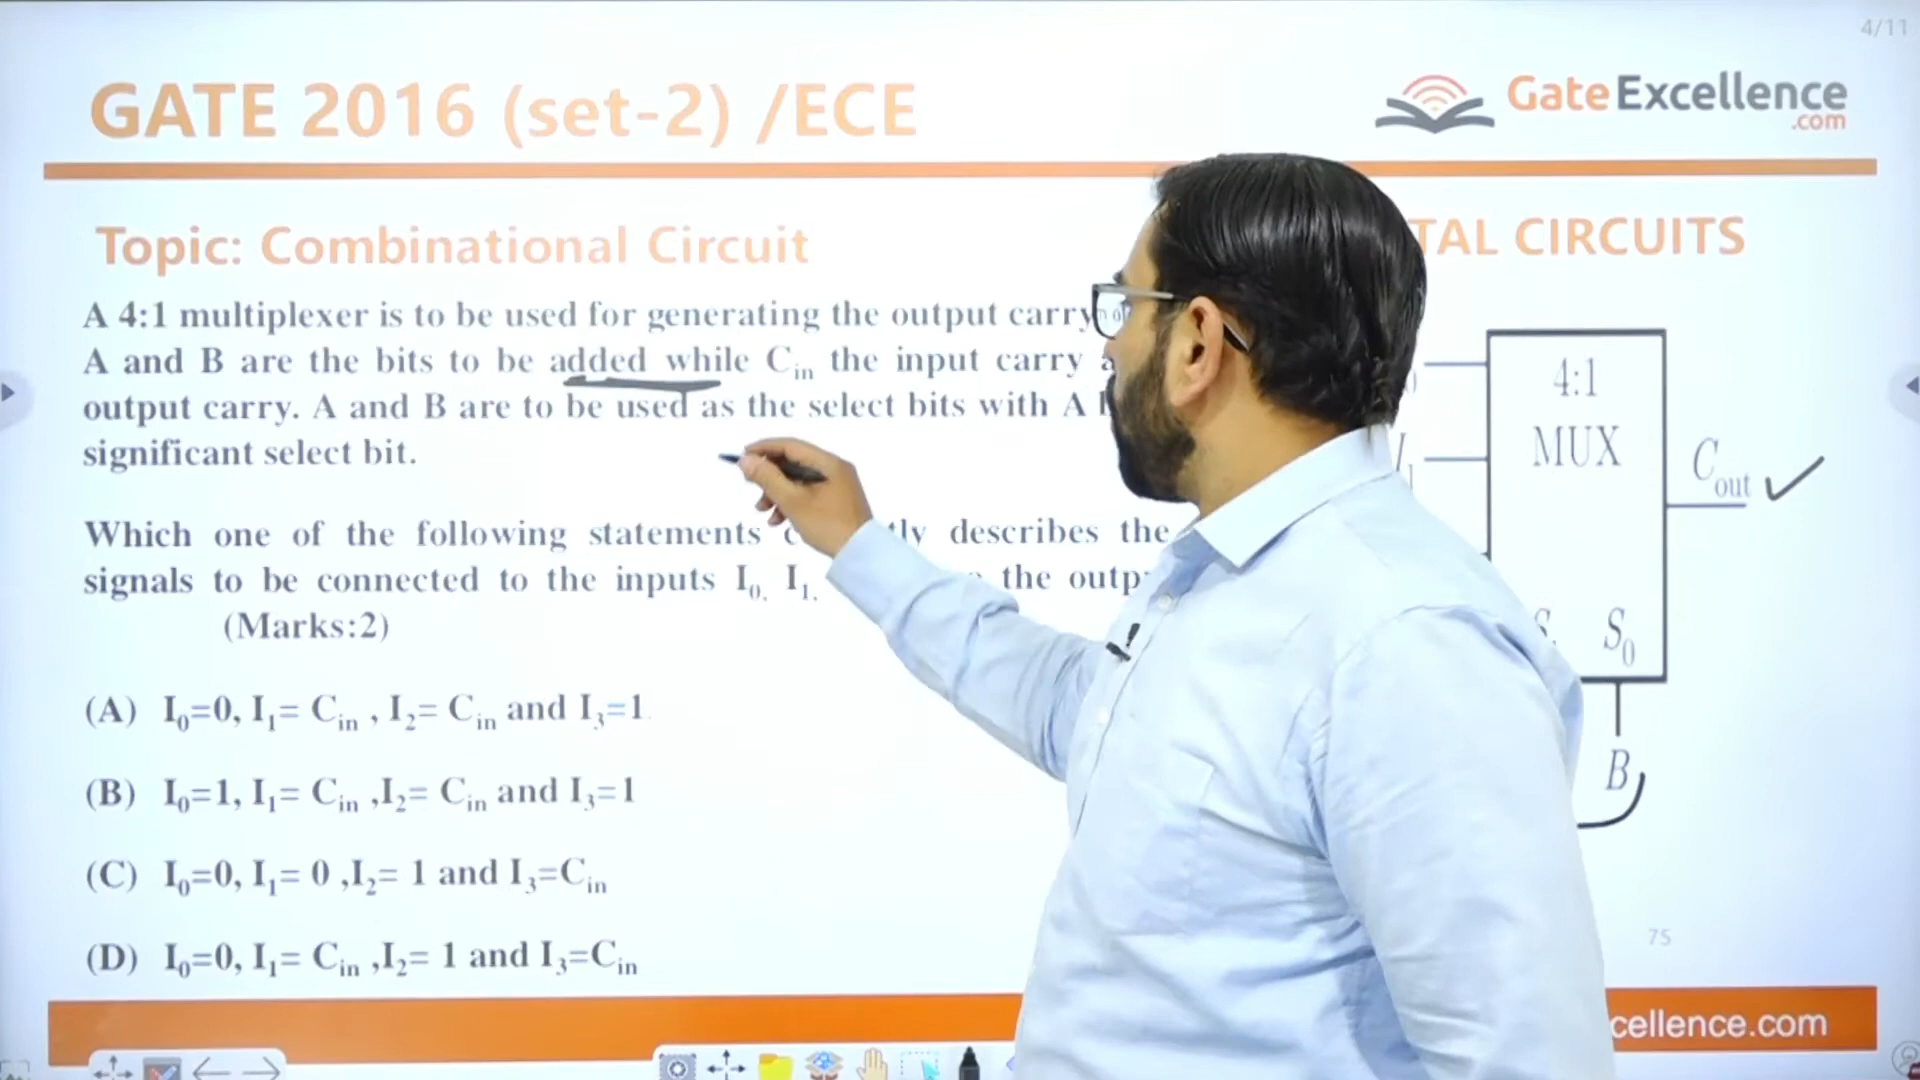 4/11
GATE 2016 (set-2) /ECE
GateExcellence
.com
Topic: Combinational Circuit
TAL CIRCUITS
A 4:1 multiplexer is to be used for generating the output carry
A and B are the bits to be added while Cin the input carry
output carry. A and B are to be used as the select bits with A
significant select bit.
Which one of the following statements describes the
signals to be connected to the inputs I0, I1, the
(Marks:2)
(A) I0=0, I1= Cin , I2= Cin and I3=1
(B) I0=1, I1= Cin ,I2= Cin and I3=1
(C) I0=0, I1= 0 ,I2= 1 and I3=Cin
(D) I0=0, I1= Cin ,I2= 1 and I3=Cin
4:1
MUX
Cout
S0
B
75
cellence.com